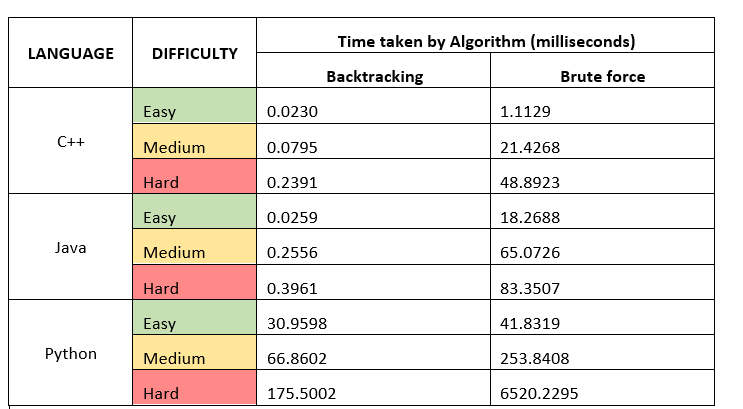 LANGUAGE DIFFICULTY Time taken by Algorithm (milliseconds)
Backtracking Brute force
C++ Easy 0.0230 1.1129
Medium 0.0795 21.4268
Hard 0.2391 48.8923
Java Easy 0.0259 18.2688
Medium 0.2556 65.0726
Hard 0.3961 83.3507
Python Easy 30.9598 41.8319
Medium 66.8602 253.8408
Hard 175.5002 6520.2295